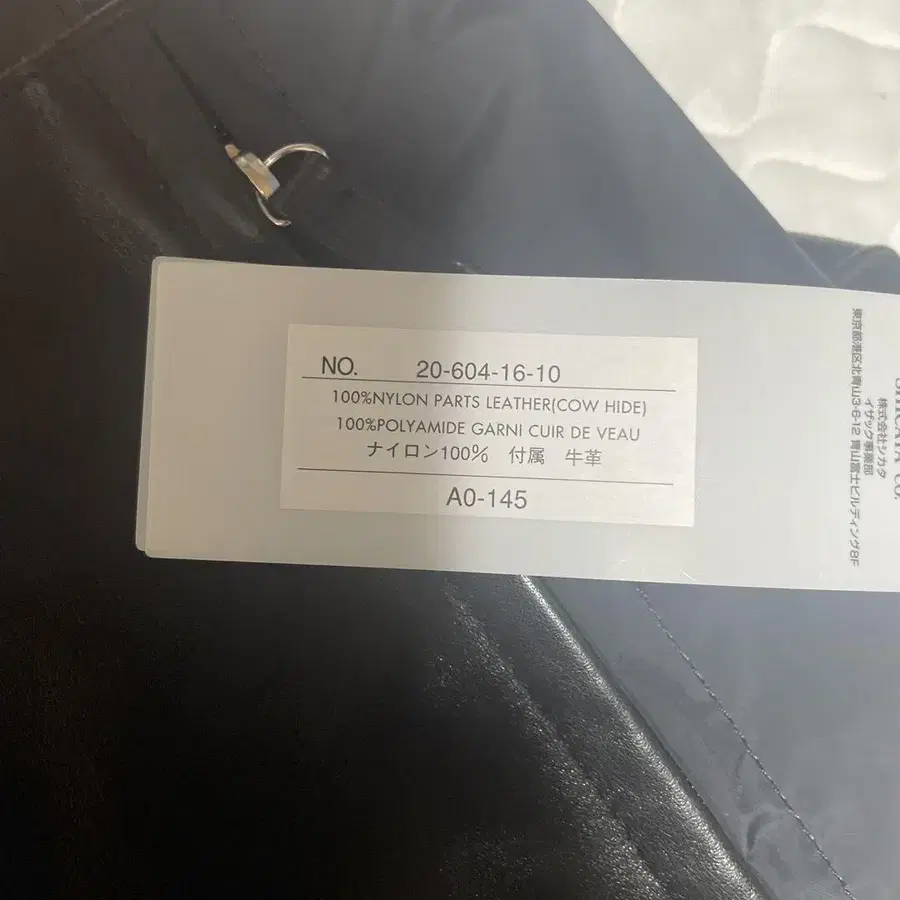 NO. 20-604-16-10
100%NYLON PARTS LEATHER(COW HIDE)
100%POLYAMIDE GARNI CUIR DE VEAU
ナイロン100% 付属 牛革
A0-145
株式会社シカタ
イザック事業部
東京都港区北青山3-6-12 青山富士ビルディング8F